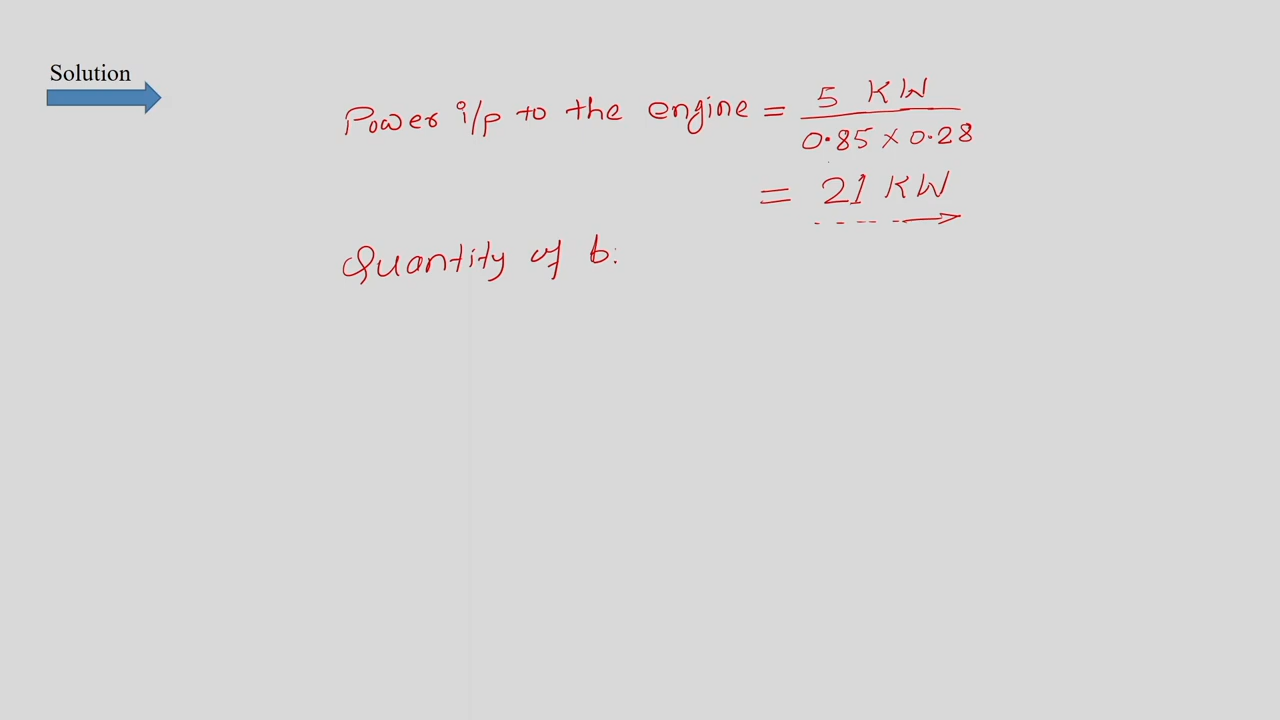 Solution
Power i/p to the engine = 5 KW / 0.85 × 0.28
= 21 KW
Quantity of b